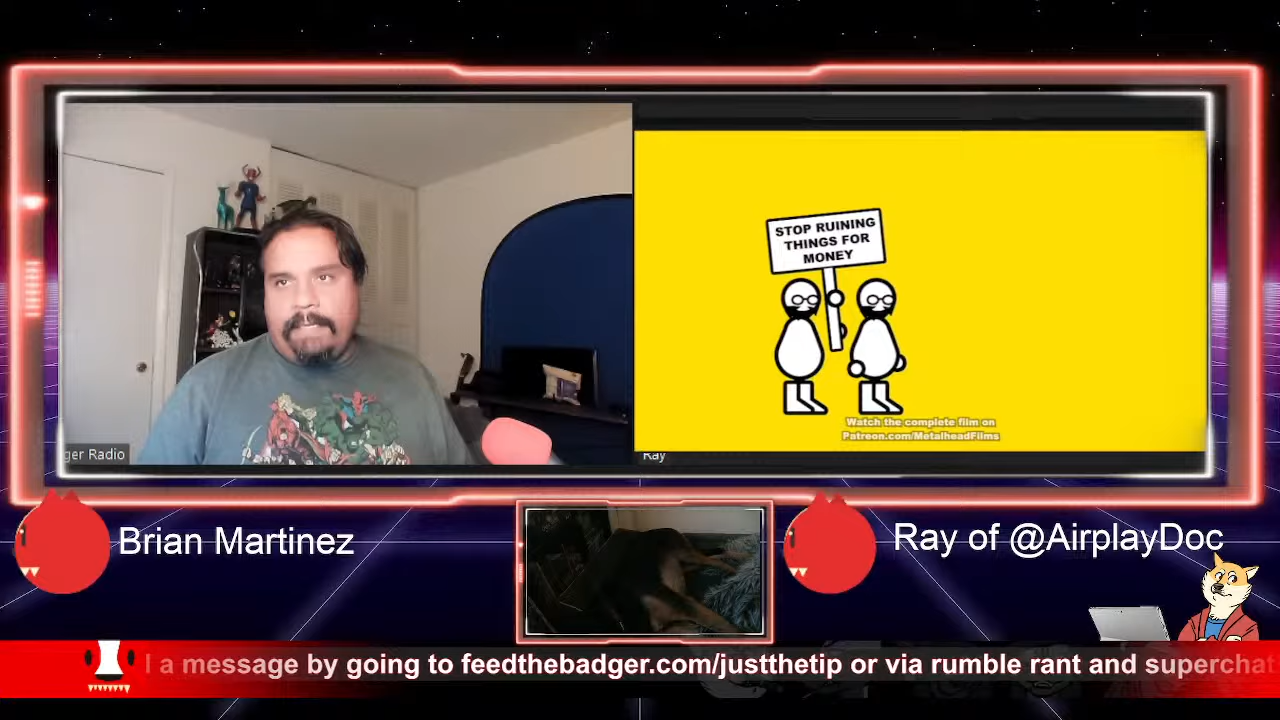 STOP RUINING
THINGS FOR
MONEY
Watch the complete film on
Patreon.com/MetalheadFilms
ger Radio
Ray
Brian Martinez
Ray of @AirplayDoc
a message by going to feedthebadger.com/justthetip or via rumble rant and superchat